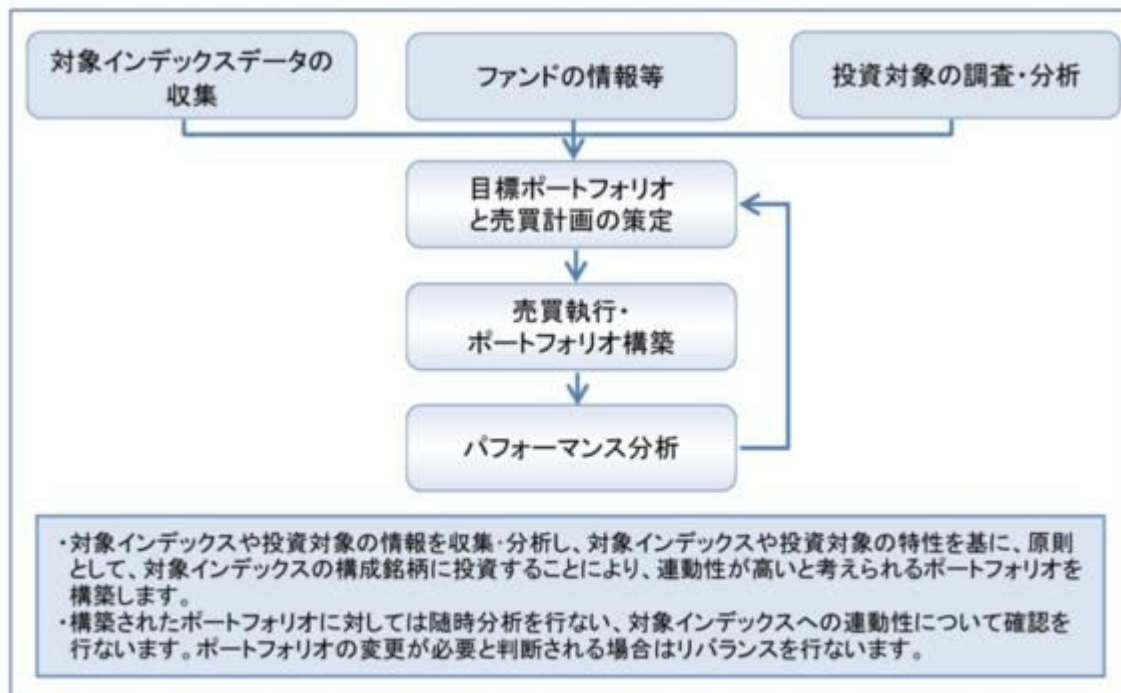 対象インデックスデータの
収集
ファンドの情報等
投資対象の調査・分析
目標ポートフォリオ
と売買計画の策定
売買執行・
ポートフォリオ構築
パフォーマンス分析
・対象インデックスや投資対象の情報を収集・分析し、対象インデックスや投資対象の特性を基に、原則
として、対象インデックスの構成銘柄に投資することにより、連動性が高いと考えられるポートフォリオを
構築します。
・構築されたポートフォリオに対しては随時分析を行ない、対象インデックスへの連動性について確認を
行ないます。ポートフォリオの変更が必要と判断される場合はリバランスを行ないます。